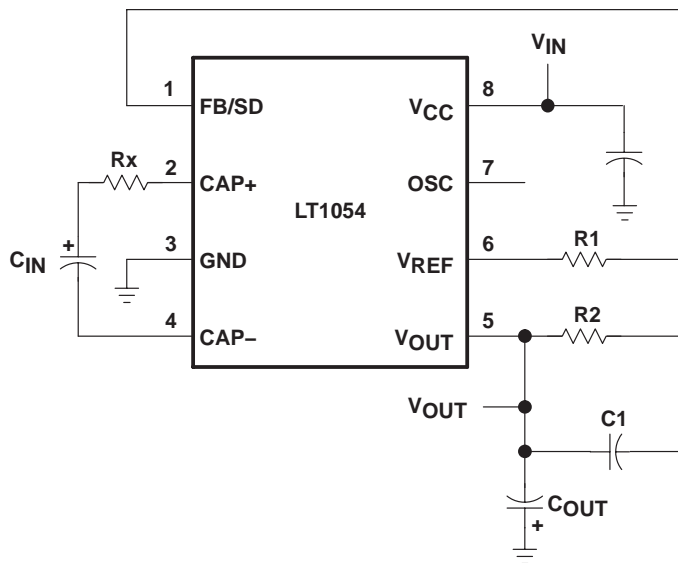 VIN
1
FB/SD
VCC
8
Rx
2
CAP+
OSC
7
LT1054
CIN
+
3
GND
VREF
6
R1
4
CAP–
VOUT
5
R2
VOUT
C1
COUT
+